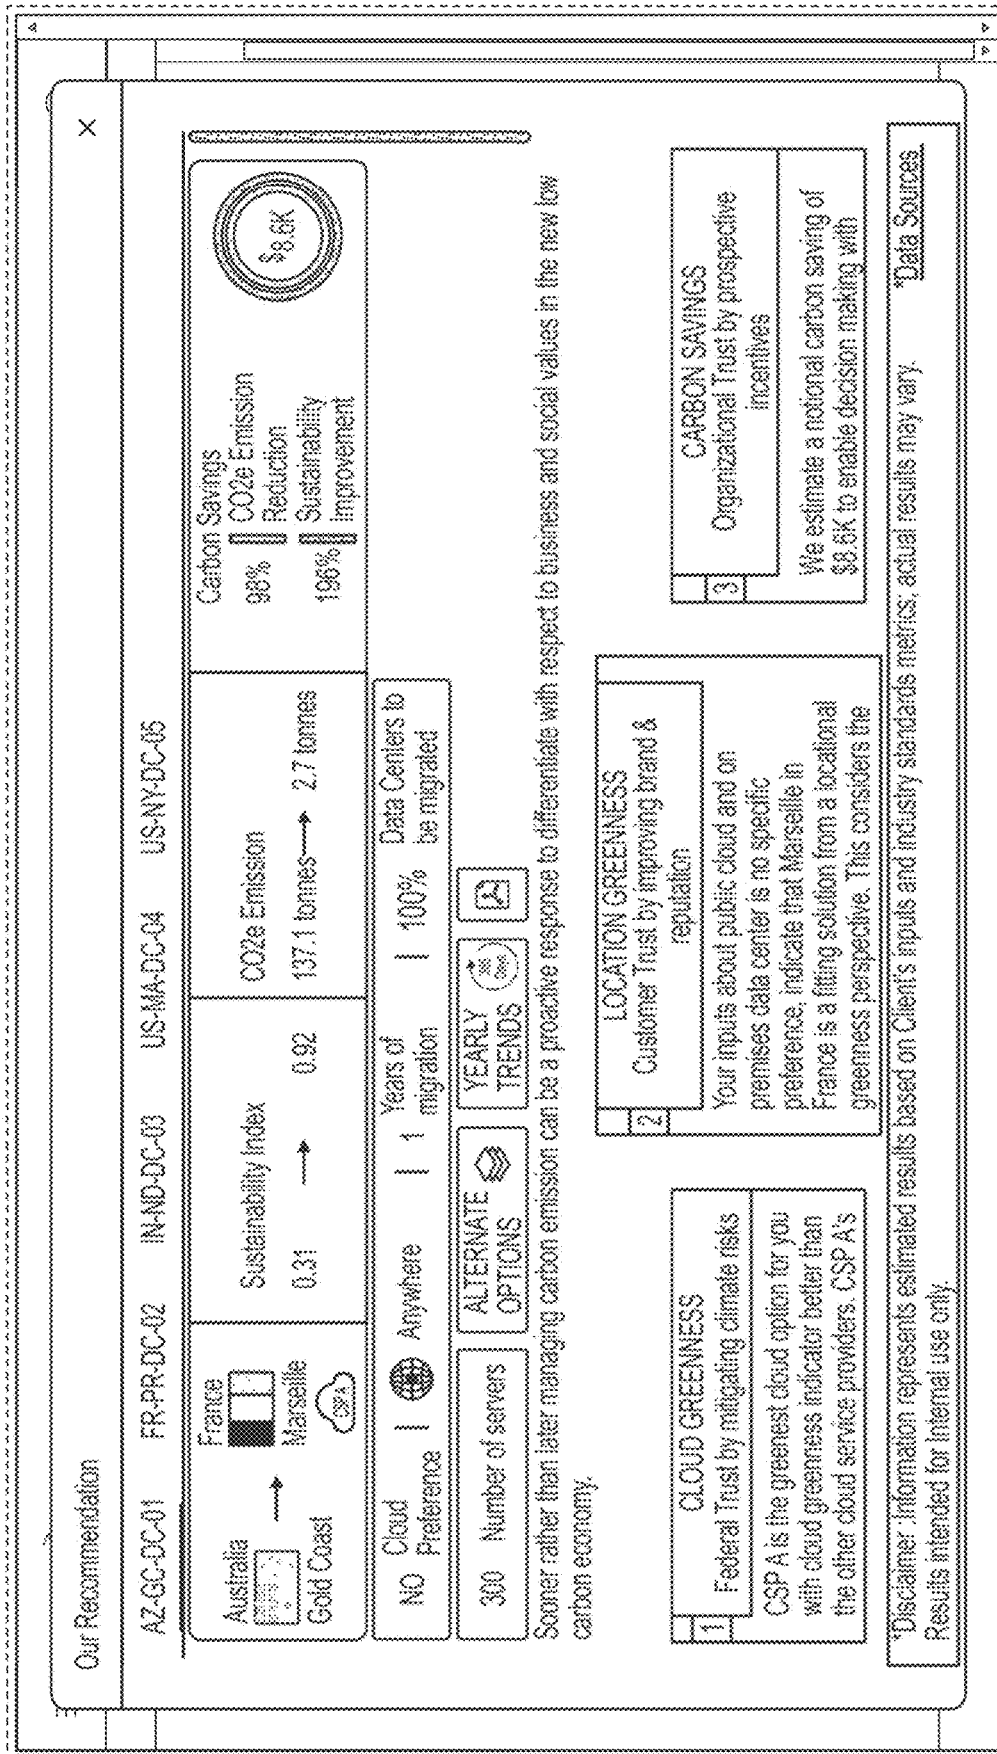 Our Recommendation
X
AZ-GC-DC-01 FR-PR-DC-02 IN-ND-DC-03 US-MA-DC-04 US-NY-DC-05
Australia
Gold Coast
France
Marseille
CSPA
Sustainability Index
0.31 → 0.92
CO2e Emission
137.1 tonnes → 2.7 tonnes
Carbon Savings
98% CO2e Emission
Reduction
196% Sustainability
Improvement
$8.6K
NO Cloud
Preference
| Anywhere
| 1 Years of
migration
| 100% Data Centers to
be migrated
300 Number of servers
ALTERNATE
OPTIONS
YEARLY
TRENDS
Sooner rather than later managing carbon emission can be a proactive response to differentiate with respect to business and social values in the new low
carbon economy.
1
CLOUD GREENNESS
Federal Trust by mitigating climate risks
CSP A is the greenest cloud option for you
with cloud greenness indicator better than
the other cloud service providers. CSP A's
2
LOCATION GREENNESS
Customer Trust by improving brand &
reputation
Your inputs about public cloud and on
premises data center is no specific
preference, indicate that Marseille in
France is a fitting solution from a locational
greenness perspective. This considers the
3
CARBON SAVINGS
Organizational Trust by prospective
incentives
We estimate a notional carbon saving of
$8.6K to enable decision making with
*Disclaimer .Information represents estimated results based on Client's inputs and industry standards metrics; actual results may vary. *Data Sources
Results intended for Internal use only.